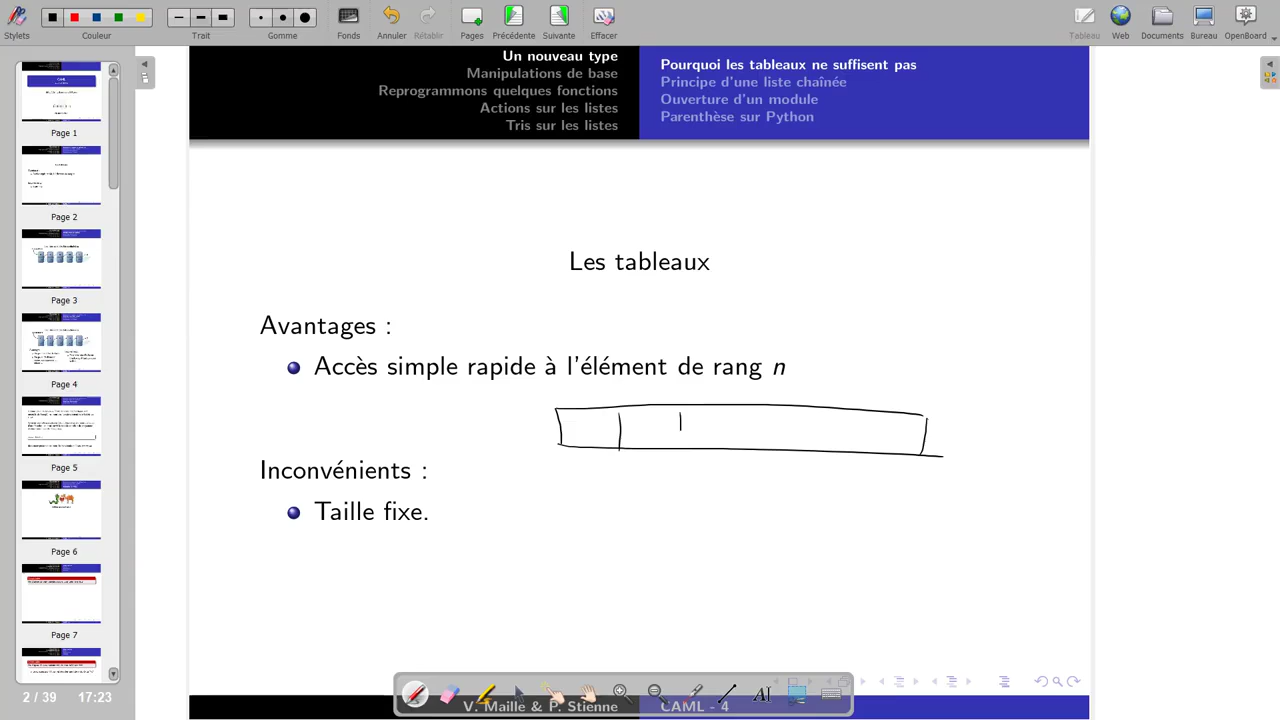 Stylets Couleur Trait Gomme Fonds Annuler Rétablir Pages Précédente Suivante Effacer Tableau Web Documents Bureau OpenBoard
Un nouveau type
Manipulations de base
Reprogrammons quelques fonctions
Actions sur les listes
Tris sur les listes
Pourquoi les tableaux ne suffisent pas
Principe d'une liste chaînée
Ouverture d'un module
Parenthèse sur Python
Page 1
Page 2
Page 3
Page 4
Page 5
Page 6
Page 7
Les tableaux
Avantages :
Accès simple rapide à l'élément de rang n
Inconvénients :
Taille fixe.
2 / 39 17:23
AI
V. Maille & P. Stienne CAML - 4